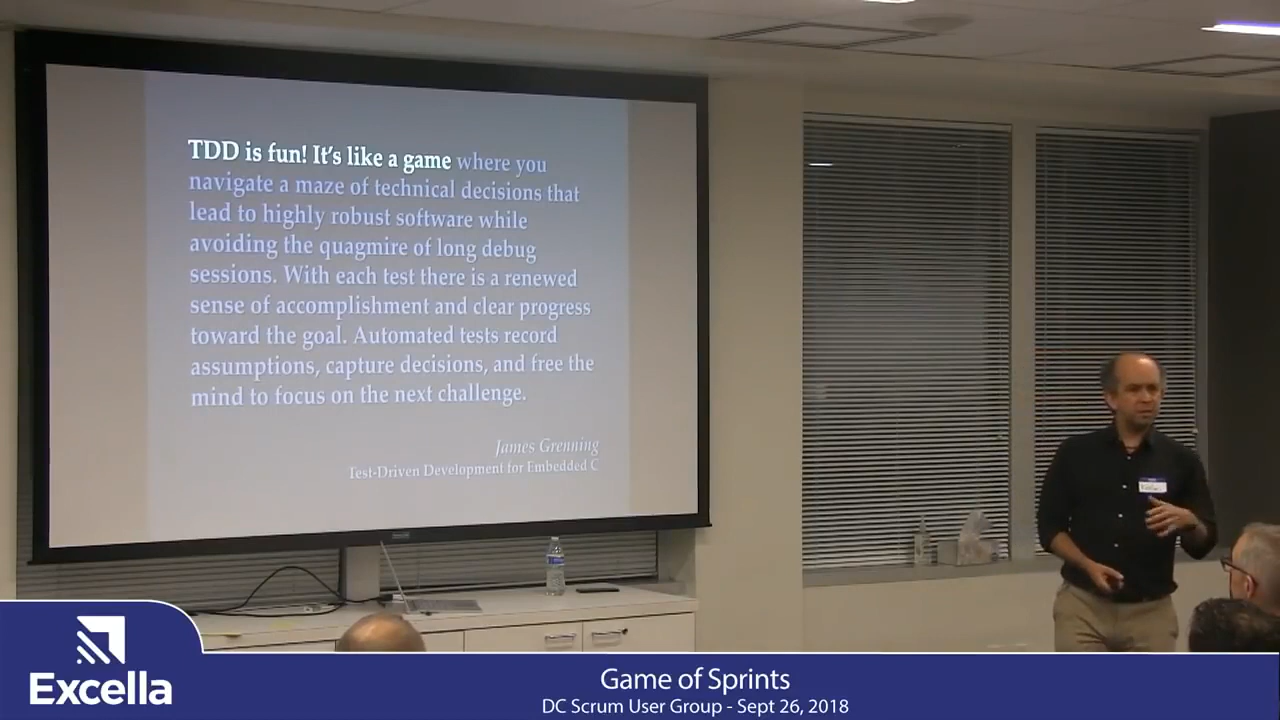 TDD is fun! It's like a game where you
navigate a maze of technical decisions that
lead to highly robust software while
avoiding the quagmire of long debug
sessions. With each test there is a renewed
sense of accomplishment and clear progress
toward the goal. Automated tests record
assumptions, capture decisions, and free the
mind to focus on the next challenge.
James Grenning
Test-Driven Development for Embedded C
Excella
Game of Sprints
DC Scrum User Group - Sept 26, 2018